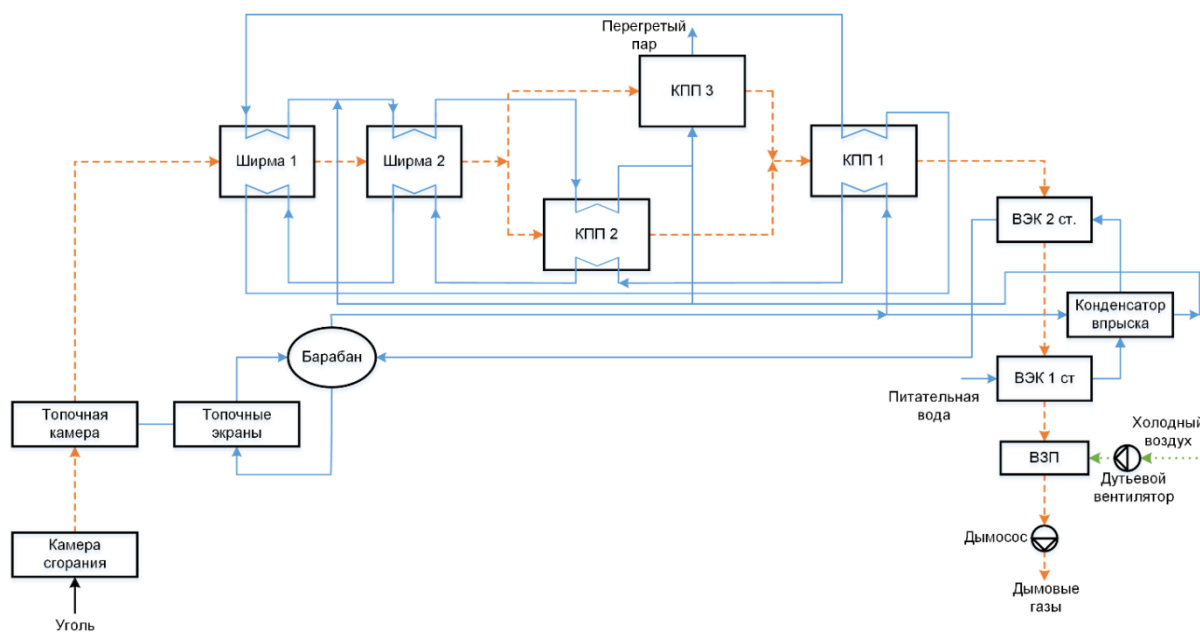 Перегретый
пар
КПП 3
Ширма 1
Ширма 2
КПП 1
КПП 2
ВЭК 2 ст.
Конденсатор
впрыска
Барабан
ВЭК 1 ст
Питательная
вода
Топочная
камера
Топочные
экраны
Холодный
воздух
ВЗП
Дутьевой
вентилятор
Камера
сгорания
Дымосос
Дымовые
газы
Уголь